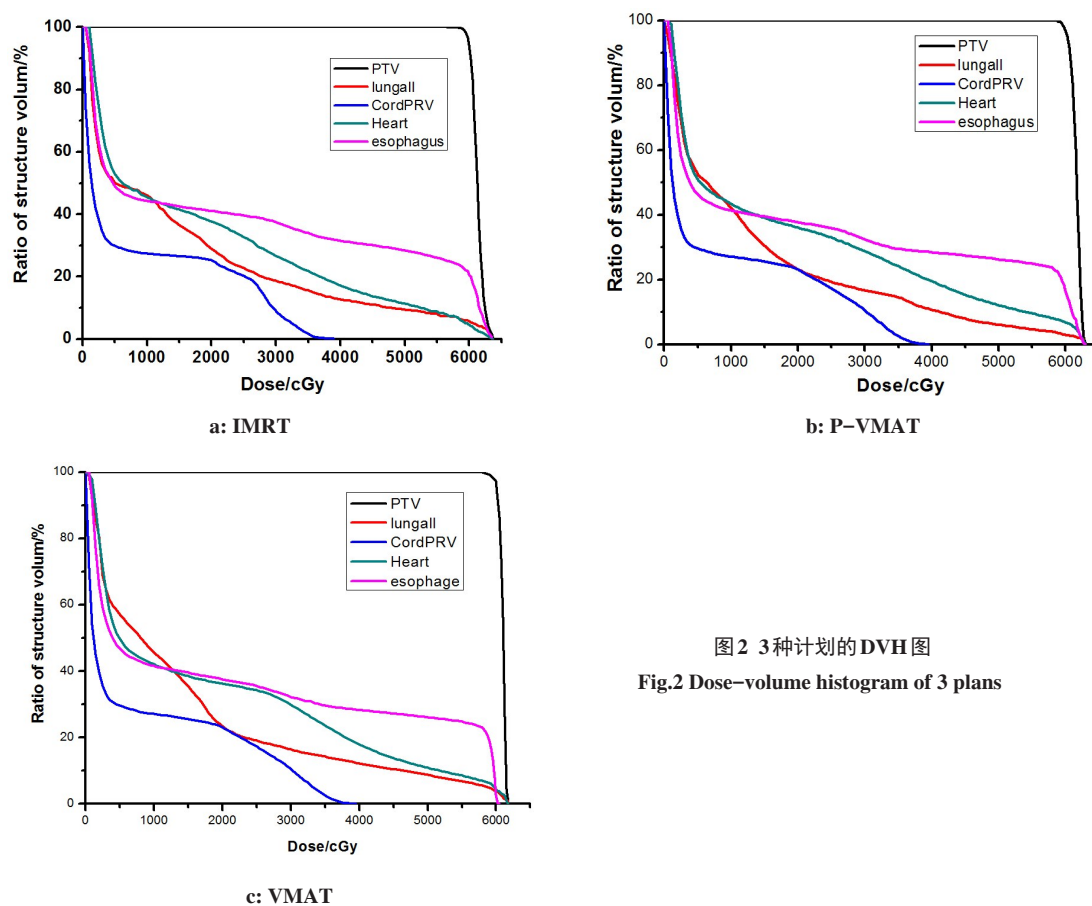 100
80
60
40
20
0
Ratio of structure volum/%
PTV
lungall
CordPRV
Heart
esophagus
0 1000 2000 3000 4000 5000 6000
Dose/cGy
a: IMRT
100
80
60
40
20
0
Ratio of structure volum/%
PTV
lungall
CordPRV
Heart
esophagus
0 1000 2000 3000 4000 5000 6000
Dose/cGy
b: P−VMAT
100
80
60
40
20
0
Ratio of structure volum/%
PTV
lungall
CordPRV
Heart
esophage
0 1000 2000 3000 4000 5000 6000
Dose/cGy
c: VMAT
图2 3种计划的DVH图
Fig.2 Dose−volume histogram of 3 plans